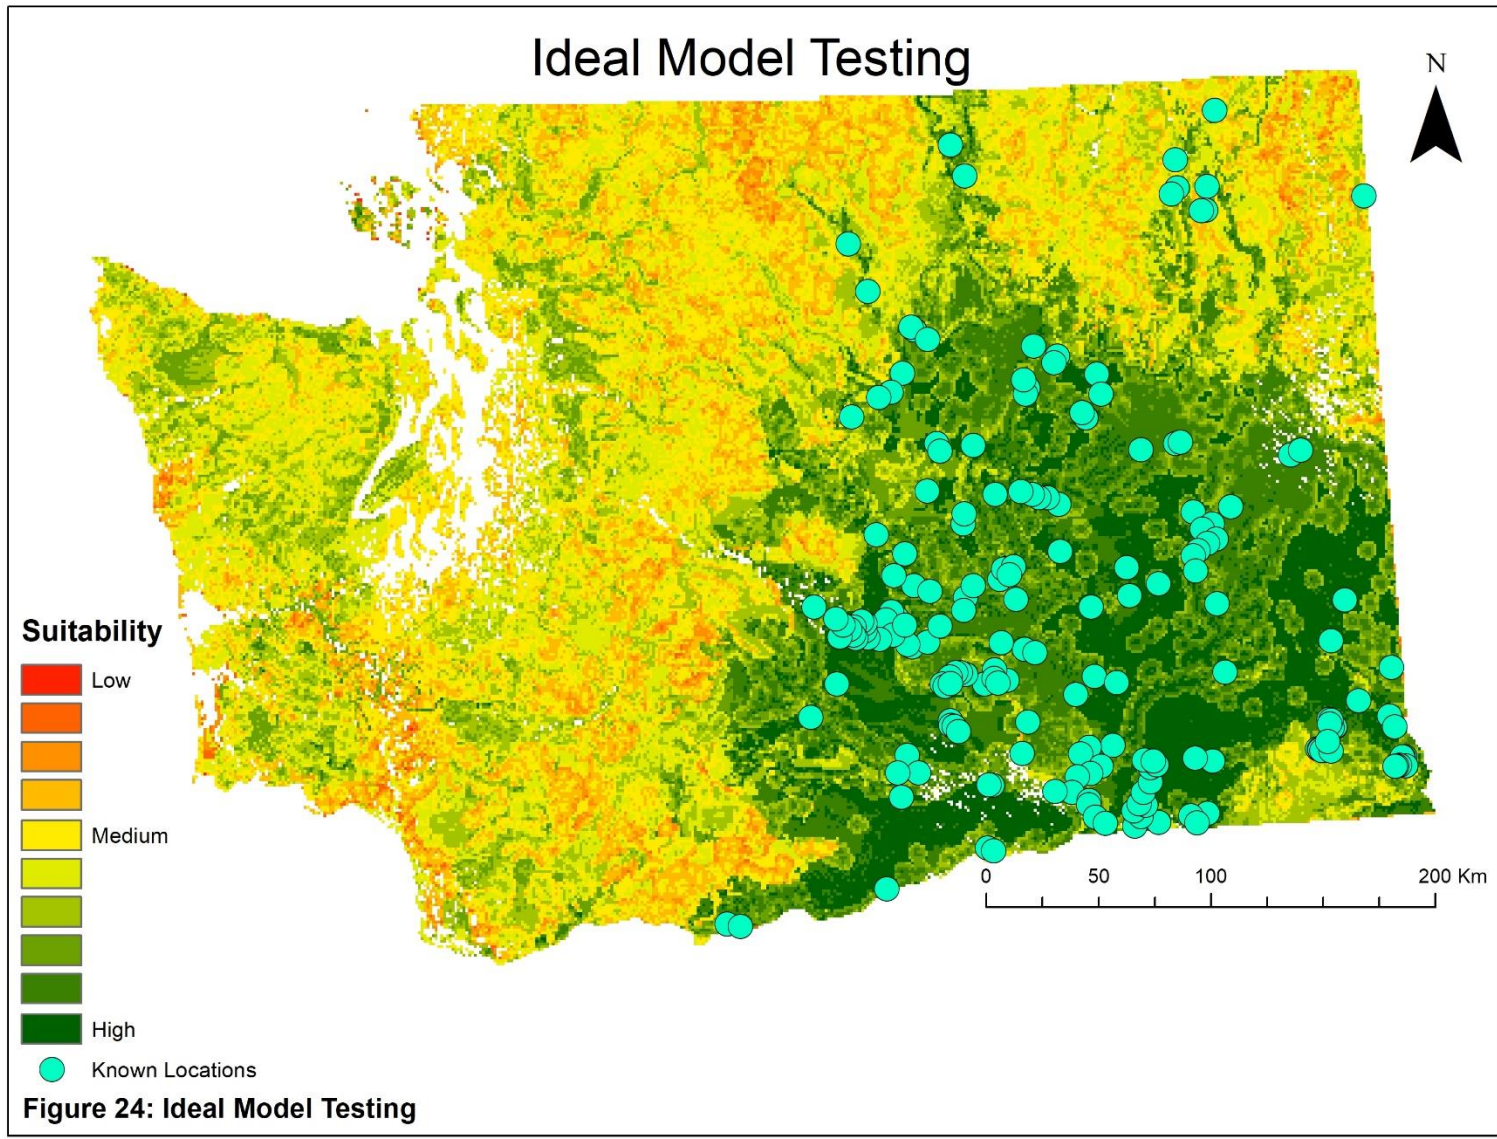 Ideal Model Testing
N
Suitability
Low
Medium
High
Known Locations
0 50 100 200 Km
Figure 24: Ideal Model Testing